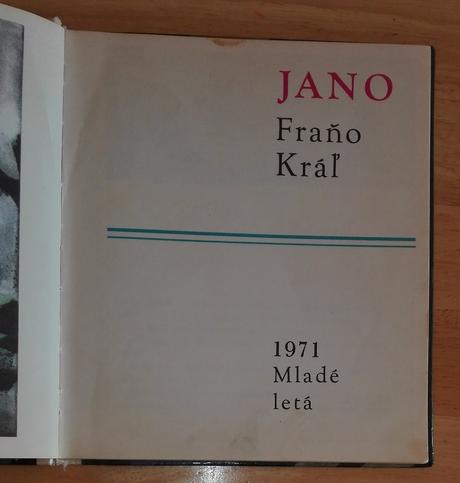 JANO
Fraňo
Kráľ
1971
Mladé
letá